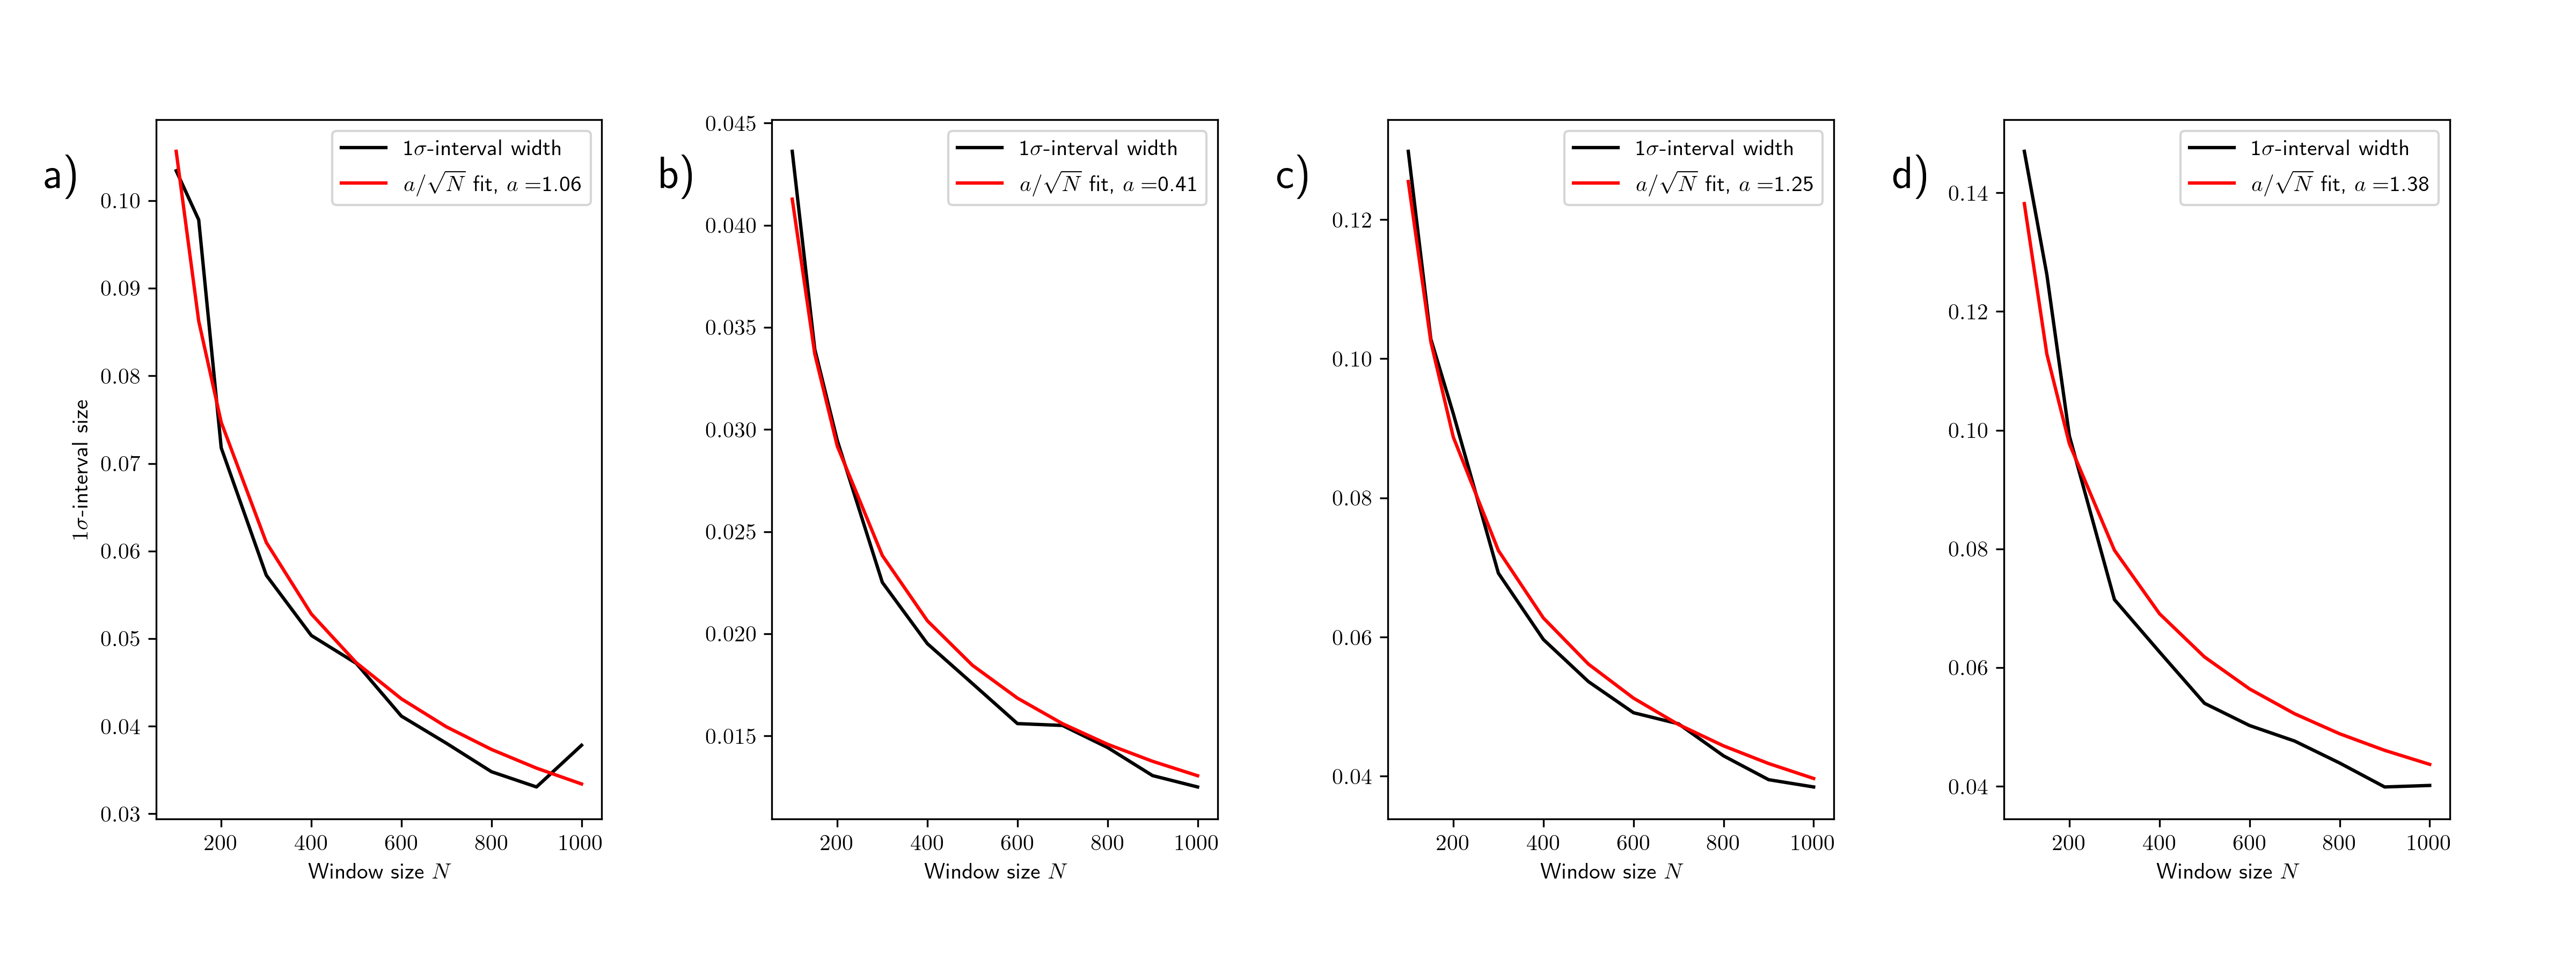 a)
1σ-interval width
a/√N fit, a =1.06
0.10
0.09
0.08
0.07
0.06
0.05
0.04
0.03
1σ-interval size
200 400 600 800 1000
Window size N
b)
1σ-interval width
a/√N fit, a =0.41
0.045
0.040
0.035
0.030
0.025
0.020
0.015
200 400 600 800 1000
Window size N
c)
1σ-interval width
a/√N fit, a =1.25
0.12
0.10
0.08
0.06
0.04
200 400 600 800 1000
Window size N
d)
1σ-interval width
a/√N fit, a =1.38
0.14
0.12
0.10
0.08
0.06
0.04
200 400 600 800 1000
Window size N